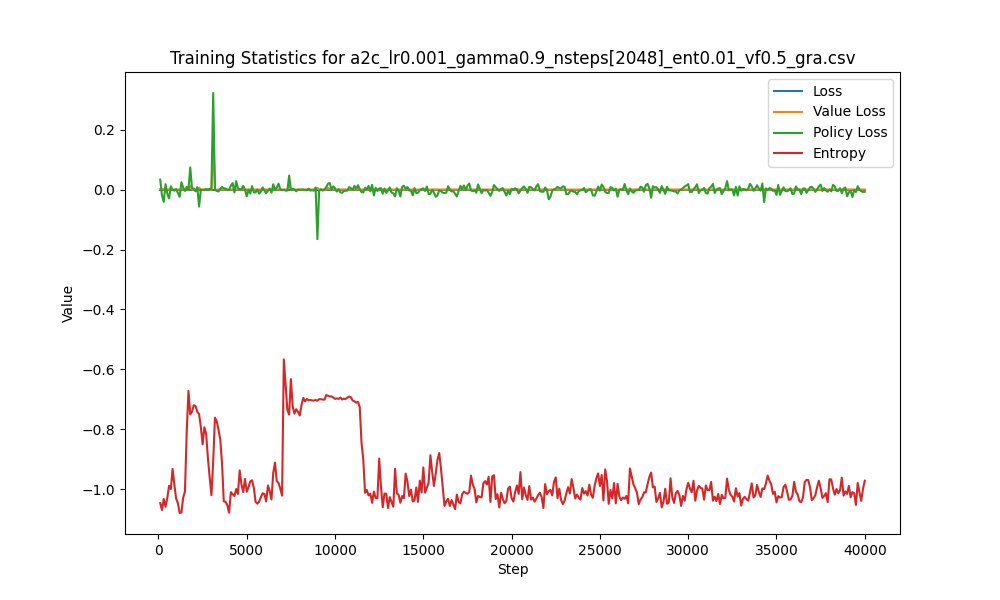 Training Statistics for a2c_lr0.001_gamma0.9_nsteps[2048]_ent0.01_vf0.5_gra.csv
Loss
Value Loss
Policy Loss
Entropy
0.2
0.0
−0.2
−0.4
−0.6
−0.8
−1.0
Value
0 5000 10000 15000 20000 25000 30000 35000 40000
Step